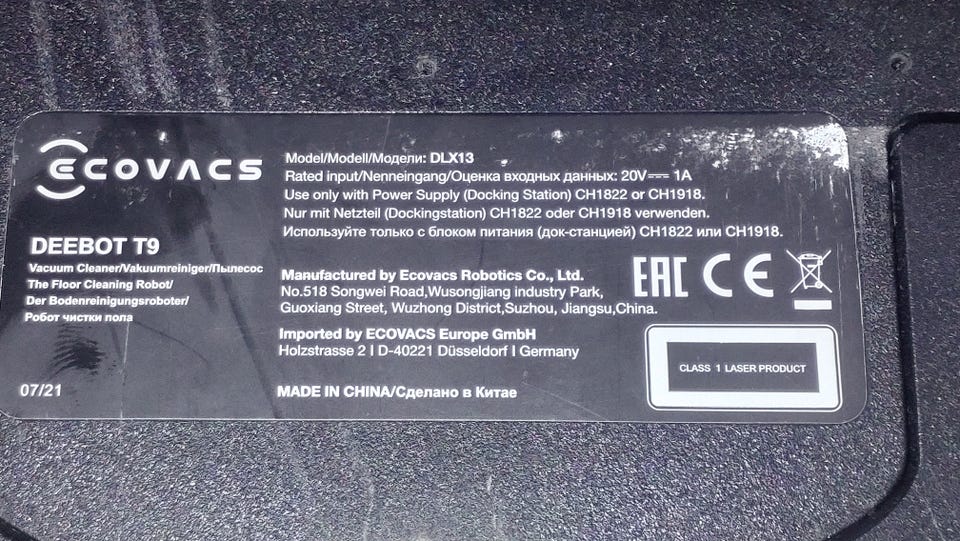 ECOVACS
DEEBOT T9
Vacuum Cleaner/Vakuumreiniger/Пылесос
The Floor Cleaning Robot/
Der Bodenreinigungsroboter/
Робот чистки пола
07/21
Model/Modell/Модели: DLX13
Rated input/Nenneingang/Оценка входных данных: 20V⎓ 1A
Use only with Power Supply (Docking Station) CH1822 or CH1918.
Nur mit Netzteil (Dockingstation) CH1822 oder CH1918 verwenden.
Используйте только с блоком питания (док-станцией) CH1822 или CH1918.
Manufactured by Ecovacs Robotics Co., Ltd.
No.518 Songwei Road,Wusongjiang industry Park,
Guoxiang Street, Wuzhong District,Suzhou, Jiangsu,China.
Imported by ECOVACS Europe GmbH
Holzstrasse 2 I D-40221 Düsseldorf I Germany
MADE IN CHINA/Сделано в Китае
EAC CE
CLASS 1 LASER PRODUCT